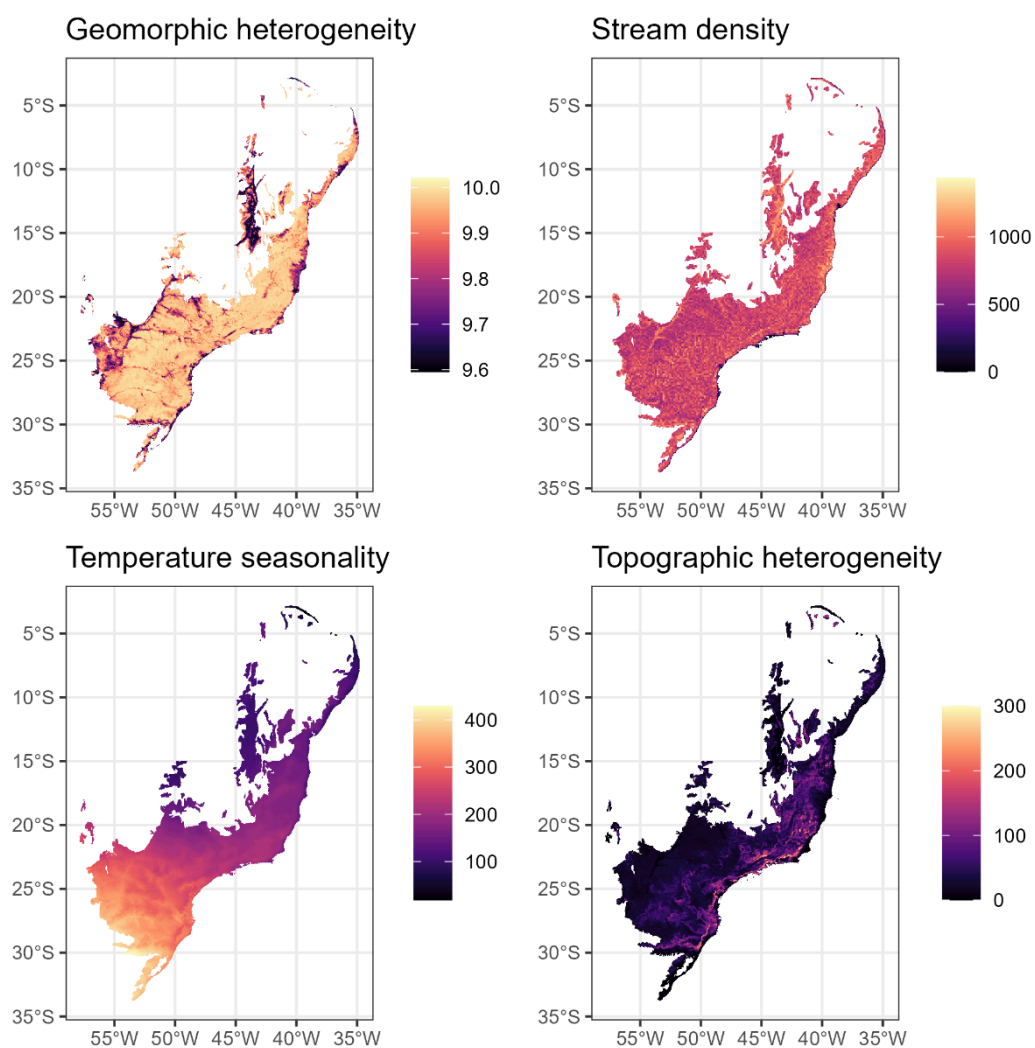 Geomorphic heterogeneity
5°S
10°S
15°S
20°S
25°S
30°S
35°S
55°W 50°W 45°W 40°W 35°W
10.0
9.9
9.8
9.7
9.6
Stream density
5°S
10°S
15°S
20°S
25°S
30°S
35°S
55°W 50°W 45°W 40°W 35°W
1000
500
0
Temperature seasonality
5°S
10°S
15°S
20°S
25°S
30°S
35°S
55°W 50°W 45°W 40°W 35°W
400
300
200
100
Topographic heterogeneity
5°S
10°S
15°S
20°S
25°S
30°S
35°S
55°W 50°W 45°W 40°W 35°W
300
200
100
0